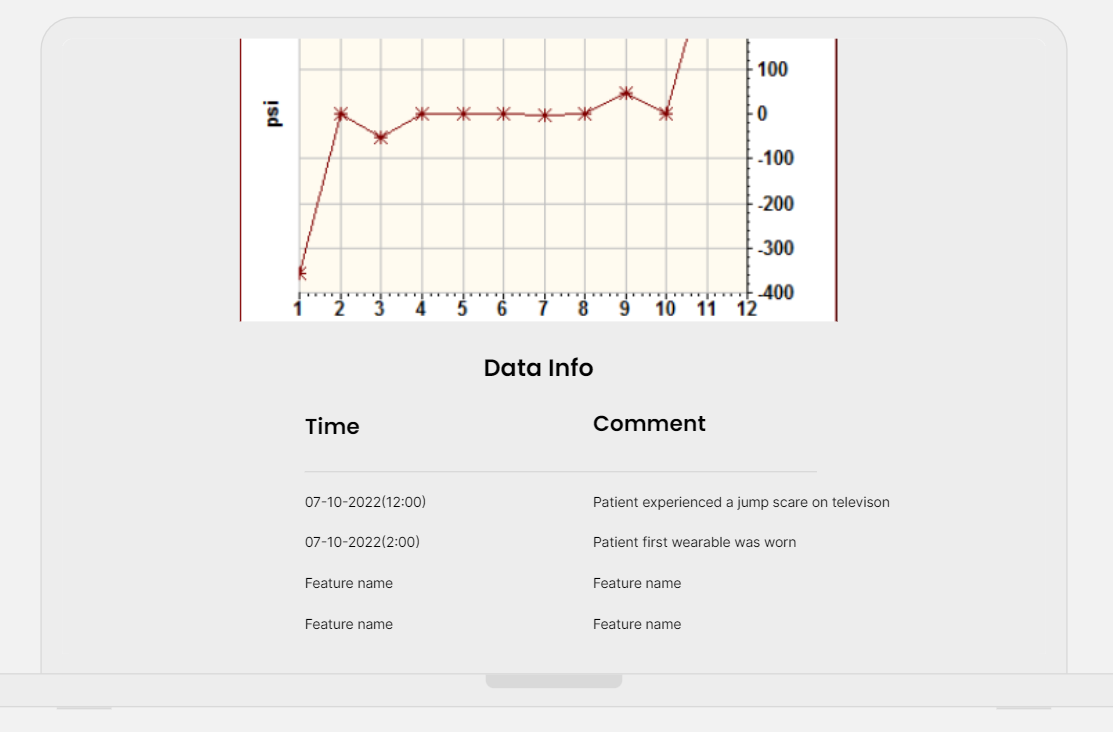 100
psi
0
-100
-200
-300
-400
1 2 3 4 5 6 7 8 9 10 11 12
Data Info
Time Comment
07-10-2022(12:00) Patient experienced a jump scare on televison
07-10-2022(2:00) Patient first wearable was worn
Feature name Feature name
Feature name Feature name